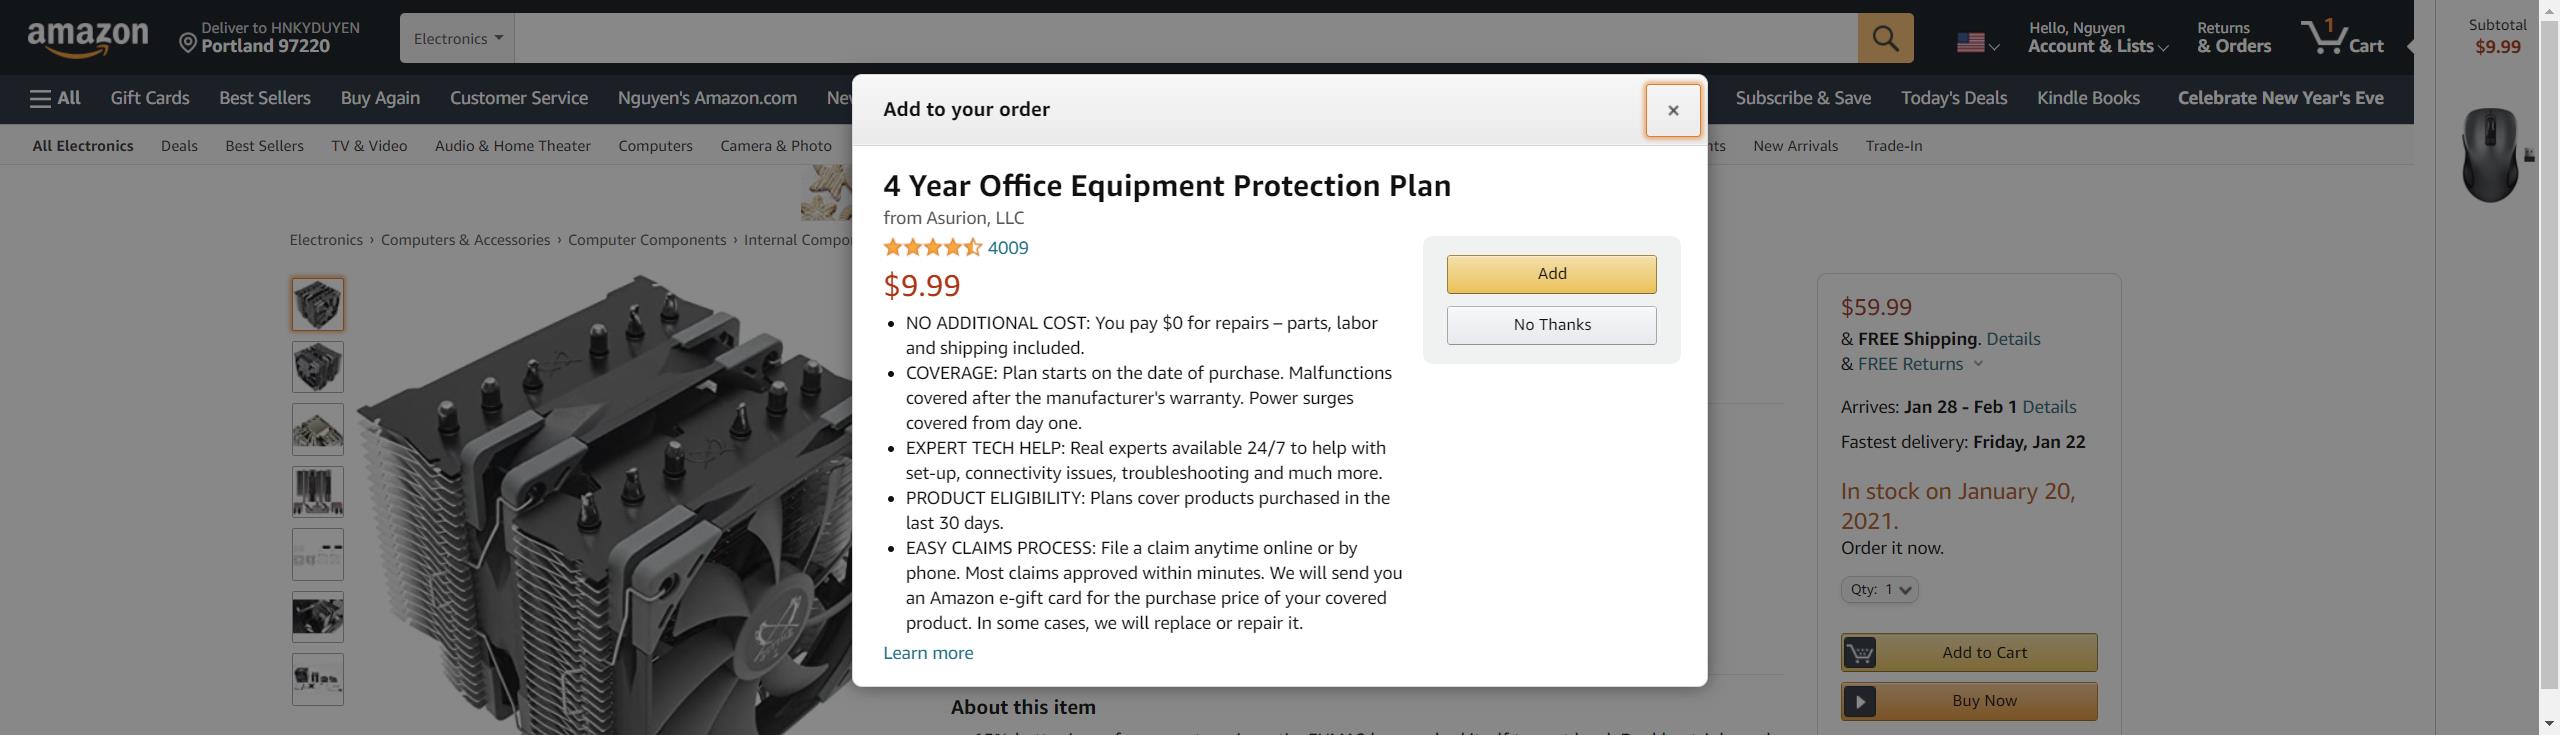 amazon
Deliver to HNKYDUYEN
Portland 97220
Electronics
Hello, Nguyen
Account & Lists
Returns
& Orders
1
Cart
Subtotal
$9.99
All
Gift Cards
Best Sellers
Buy Again
Customer Service
Nguyen's Amazon.com
Subscribe & Save
Today's Deals
Kindle Books
Celebrate New Year's Eve
All Electronics
Deals
Best Sellers
TV & Video
Audio & Home Theater
Computers
Camera & Photo
New Arrivals
Trade-In
Electronics › Computers & Accessories › Computer Components ›
Add to your order
×
4 Year Office Equipment Protection Plan
from Asurion, LLC
4009
$9.99
• NO ADDITIONAL COST: You pay $0 for repairs – parts, labor
and shipping included.
• COVERAGE: Plan starts on the date of purchase. Malfunctions
covered after the manufacturer's warranty. Power surges
covered from day one.
• EXPERT TECH HELP: Real experts available 24/7 to help with
set-up, connectivity issues, troubleshooting and much more.
• PRODUCT ELIGIBILITY: Plans cover products purchased in the
last 30 days.
• EASY CLAIMS PROCESS: File a claim anytime online or by
phone. Most claims approved within minutes. We will send you
an Amazon e-gift card for the purchase price of your covered
product. In some cases, we will replace or repair it.
Learn more
Add
No Thanks
$59.99
& FREE Shipping. Details
& FREE Returns
Arrives: Jan 28 - Feb 1 Details
Fastest delivery: Friday, Jan 22
In stock on January 20,
2021.
Order it now.
Qty: 1
Add to Cart
Buy Now
About this item